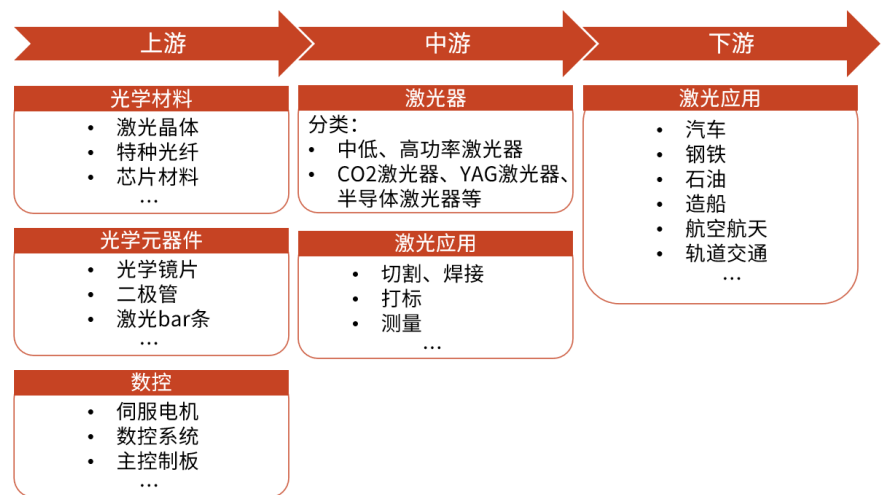 上游
中游
下游
光学材料
• 激光晶体
• 特种光纤
• 芯片材料
…
光学元器件
• 光学镜片
• 二极管
• 激光bar条
…
数控
• 伺服电机
• 数控系统
• 主控制板
…
激光器
分类：
• 中低、高功率激光器
• CO2激光器、YAG激光器、
半导体激光器等
激光应用
• 切割、焊接
• 打标
• 测量
…
激光应用
• 汽车
• 钢铁
• 石油
• 造船
• 航空航天
• 轨道交通
…